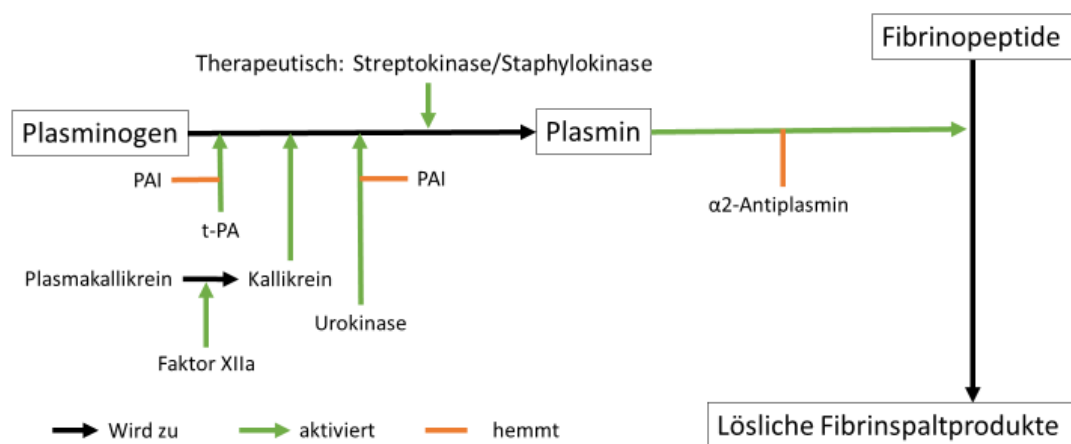 Fibrinopeptide
Therapeutisch: Streptokinase/Staphylokinase
Plasminogen
Plasmin
PAI
PAI
α2-Antiplasmin
t-PA
Plasmakallikrein
Kallikrein
Urokinase
Faktor XIIa
Wird zu
aktiviert
hemmt
Lösliche Fibrinspaltprodukte